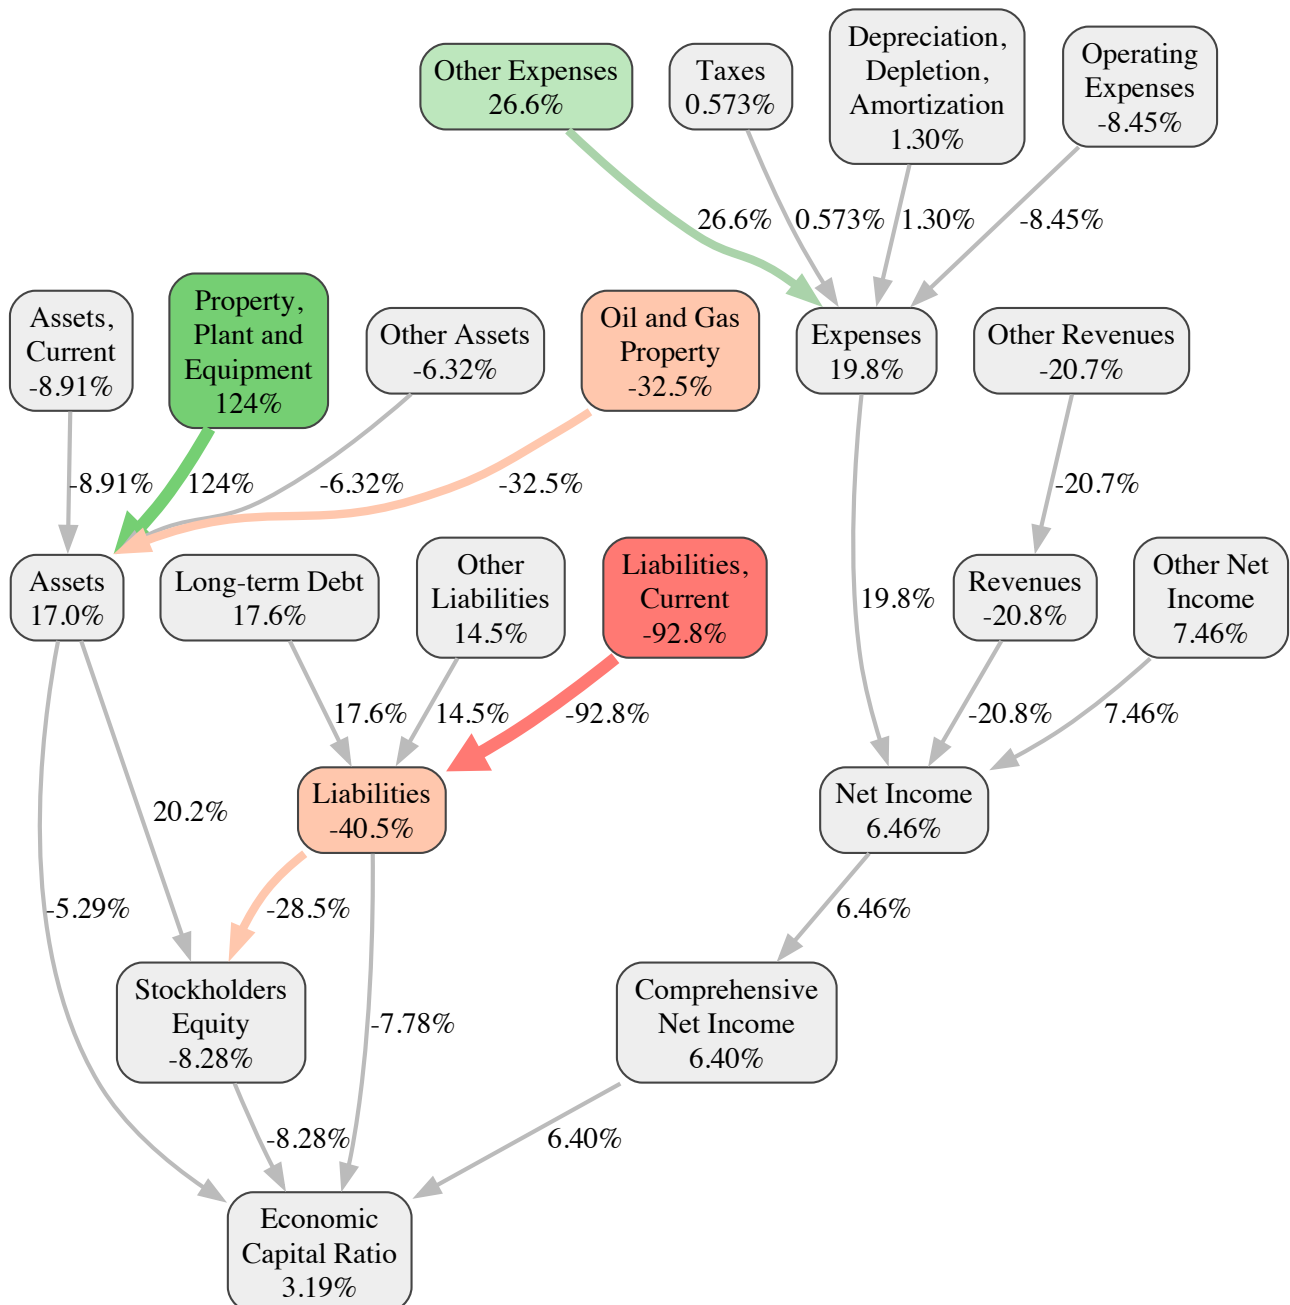 Other Expenses
26.6%
Taxes
0.573%
Depreciation,
Depletion,
Amortization
1.30%
Operating
Expenses
-8.45%
26.6%
0.573%
1.30%
-8.45%
Assets,
Current
-8.91%
Property,
Plant and
Equipment
124%
Other Assets
-6.32%
Oil and Gas
Property
-32.5%
Expenses
19.8%
Other Revenues
-20.7%
-8.91%
124%
-6.32%
-32.5%
-20.7%
Assets
17.0%
Long-term Debt
17.6%
Other
Liabilities
14.5%
Liabilities,
Current
-92.8%
19.8%
Revenues
-20.8%
Other Net
Income
7.46%
17.6%
14.5%
-92.8%
-20.8%
7.46%
20.2%
Liabilities
-40.5%
Net Income
6.46%
-5.29%
-28.5%
6.46%
Stockholders
Equity
-8.28%
-7.78%
Comprehensive
Net Income
6.40%
-8.28%
6.40%
Economic
Capital Ratio
3.19%